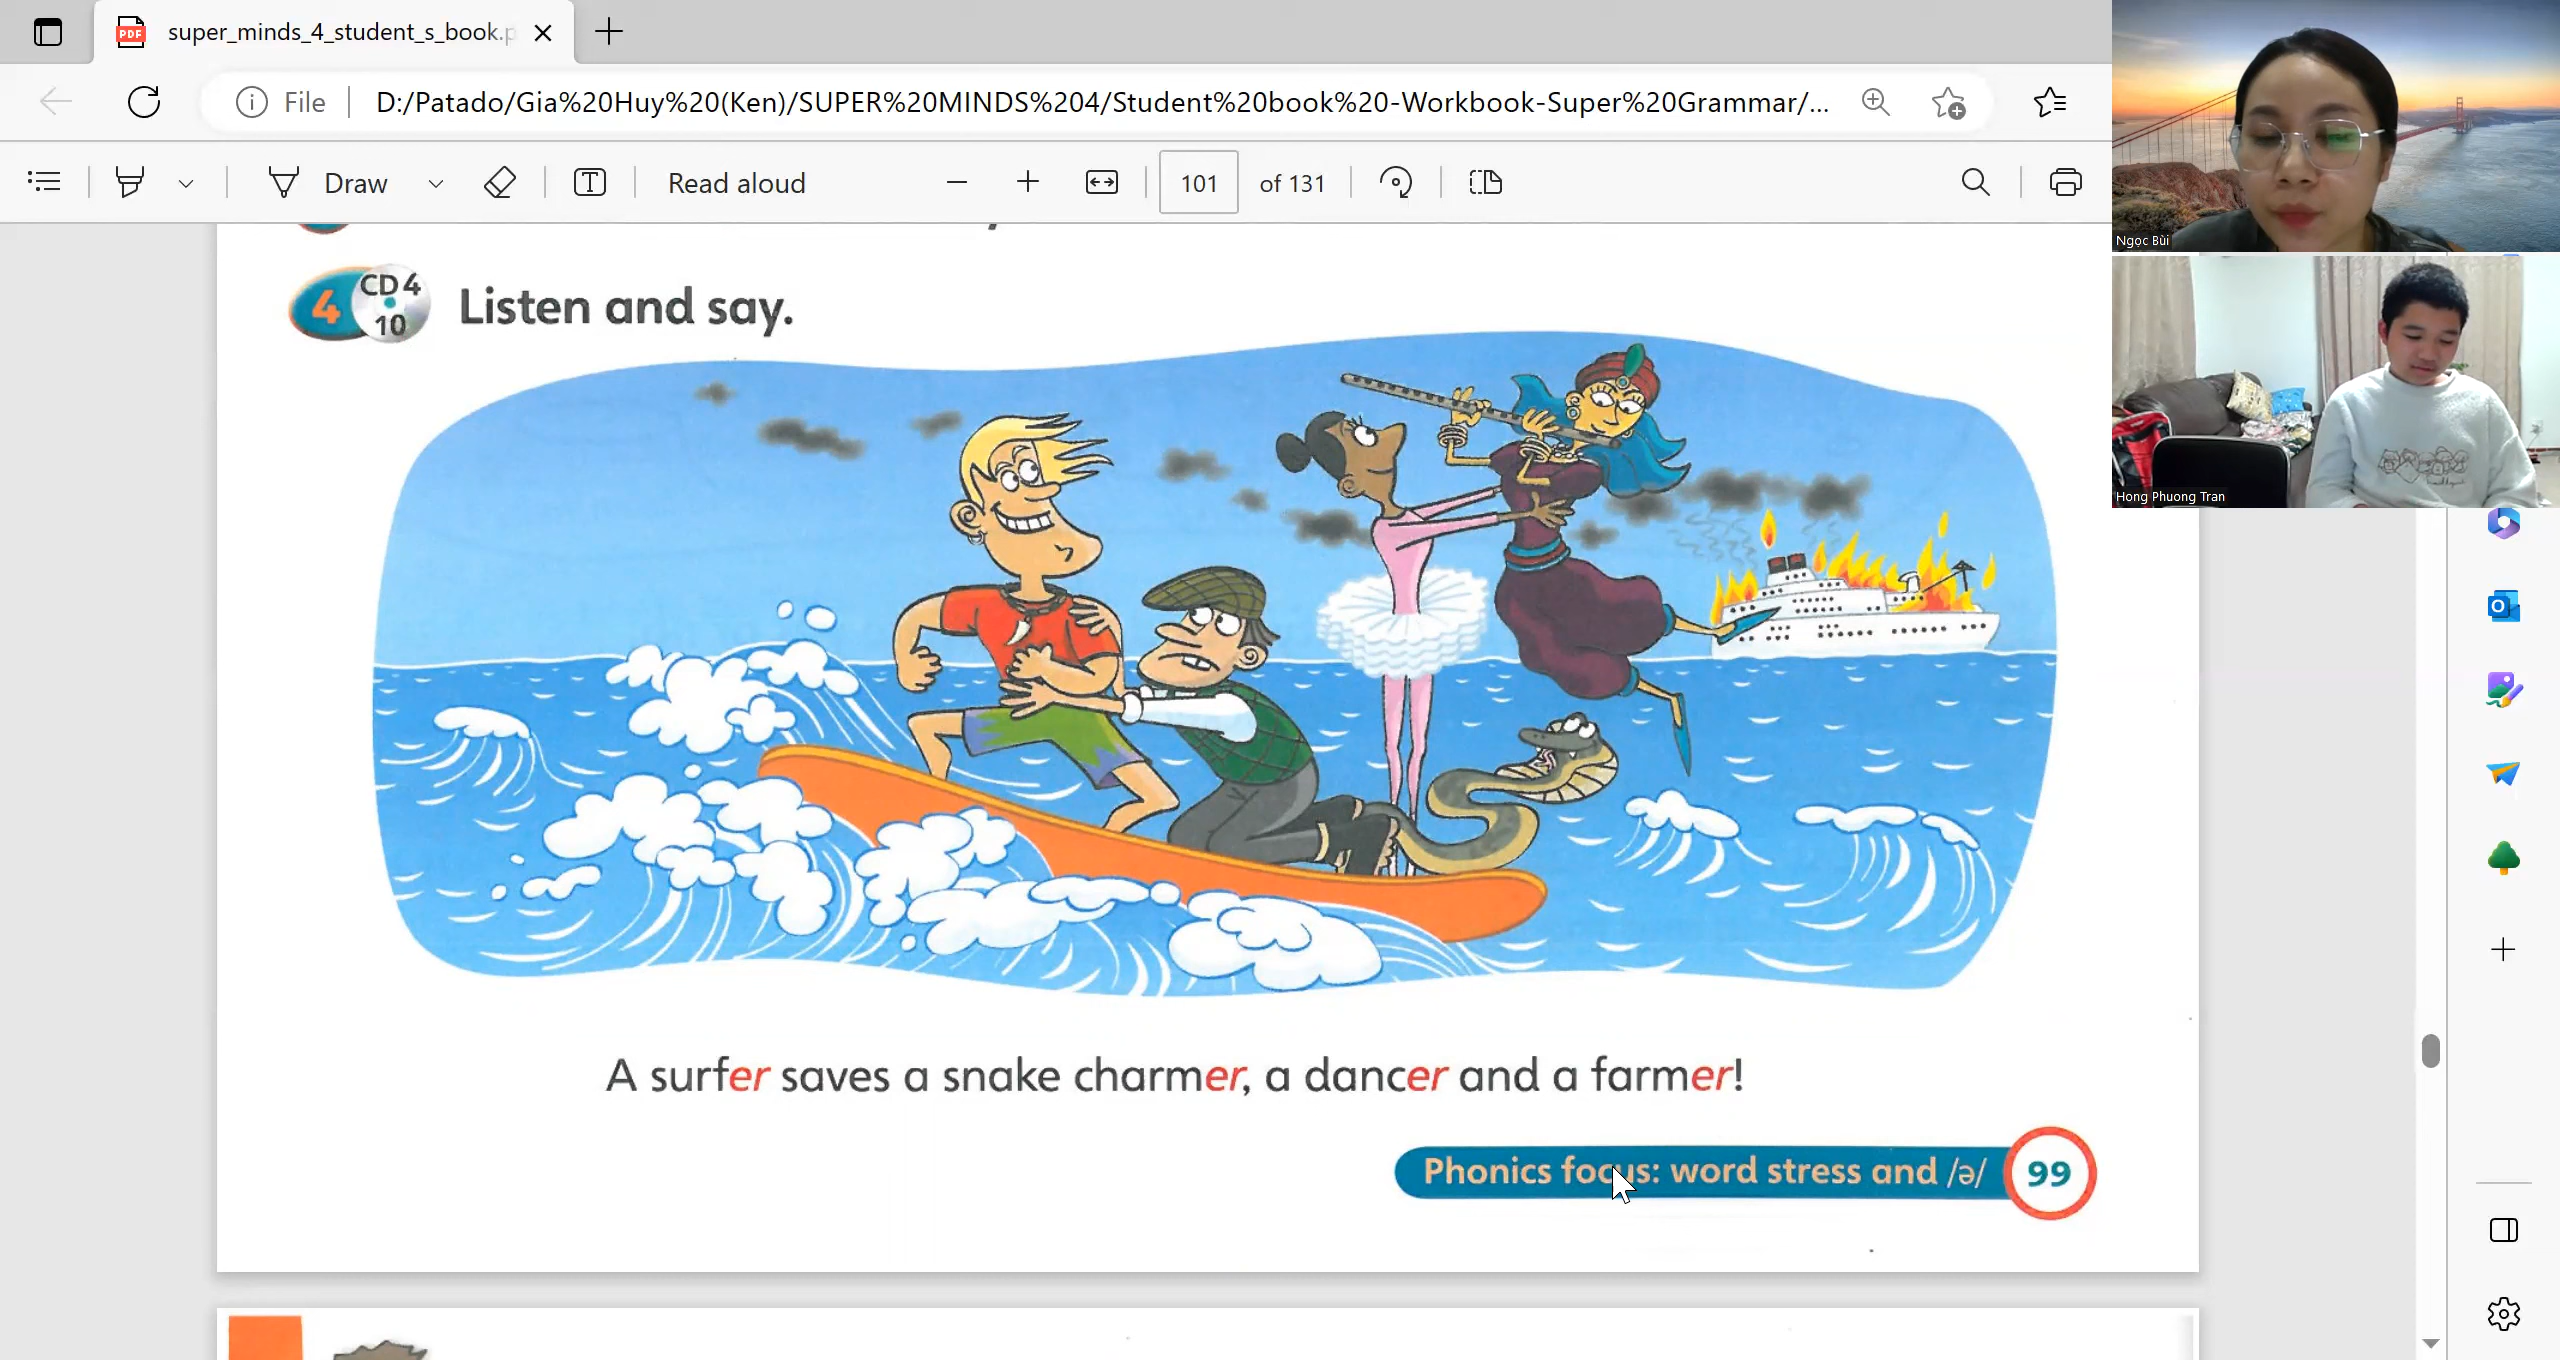 super_minds_4_student_s_book.p
File
D:/Patado/Gia%20Huy%20(Ken)/SUPER%20MINDS%204/Student%20book%20-Workbook-Super%20Grammar/...
Draw
Read aloud
101 of 131
Ngọc Bùi
Hong Phuong Tran
4 CD 4 10 Listen and say.
A surfer saves a snake charmer, a dancer and a farmer!
Phonics focus: word stress and /ə/ 99